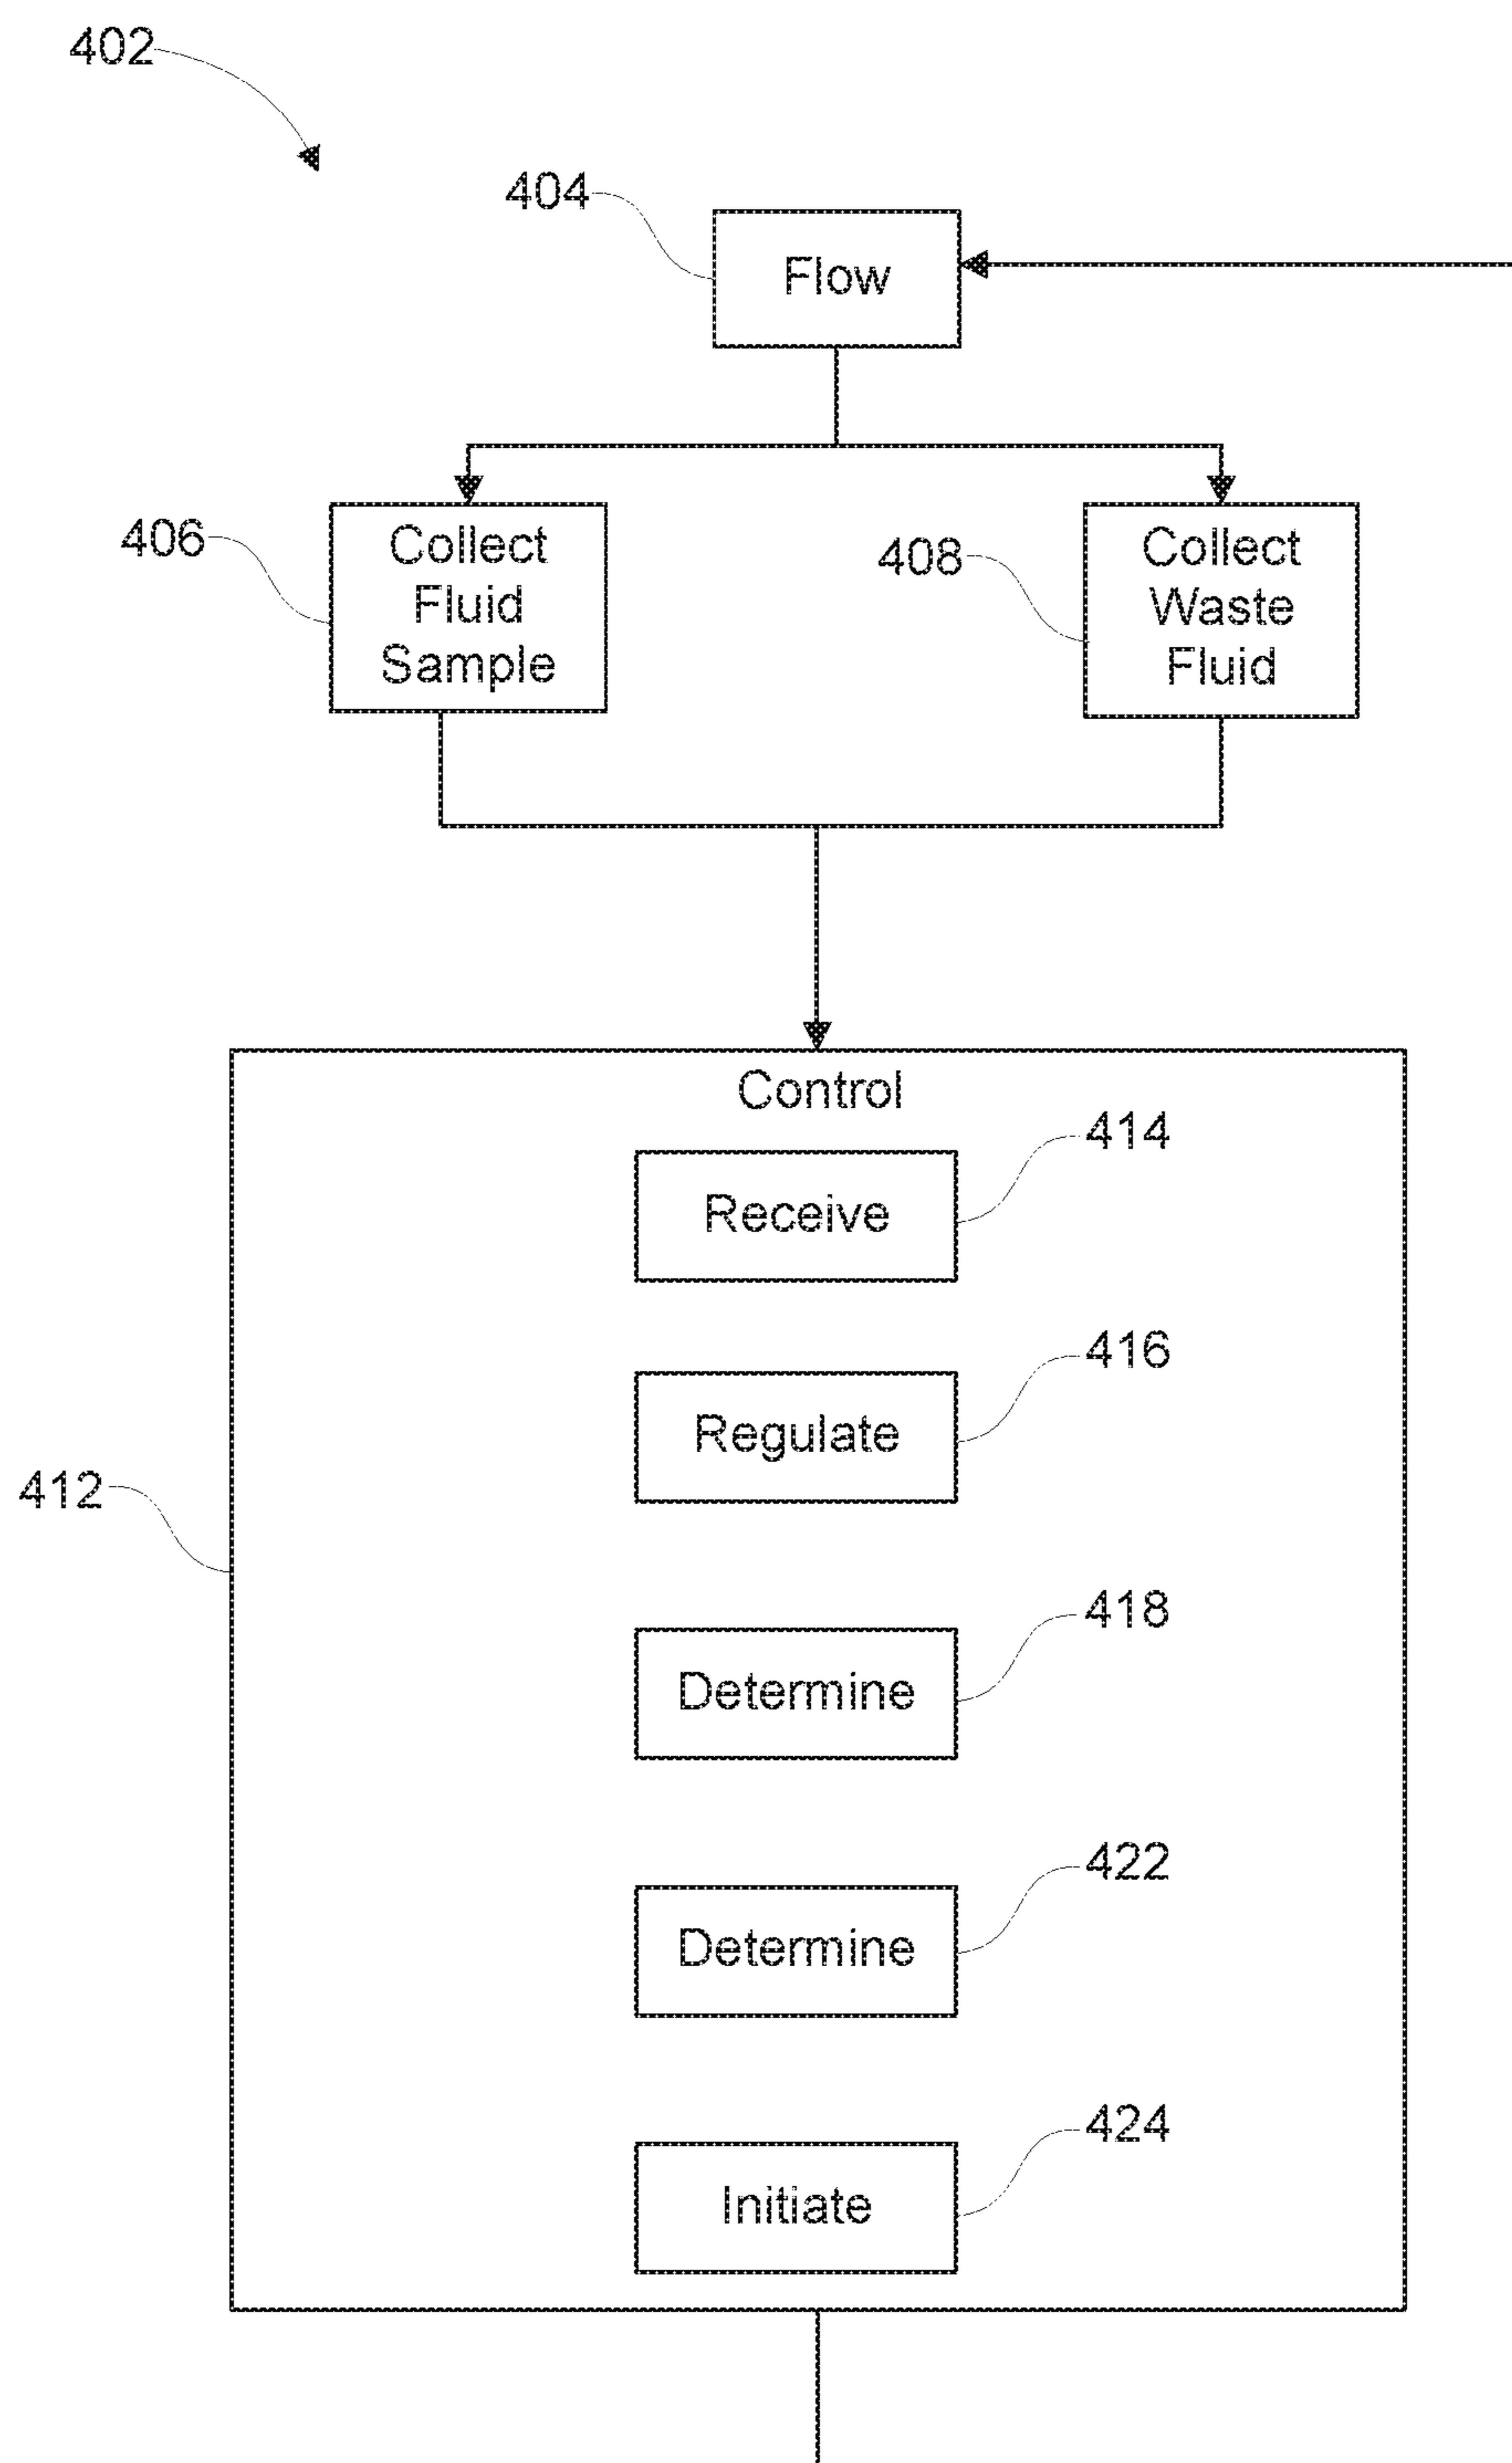 402
404
Flow
406
Collect
Fluid
Sample
408
Collect
Waste
Fluid
Control
414
Receive
416
Regulate
412
418
Determine
422
Determine
424
Initiate